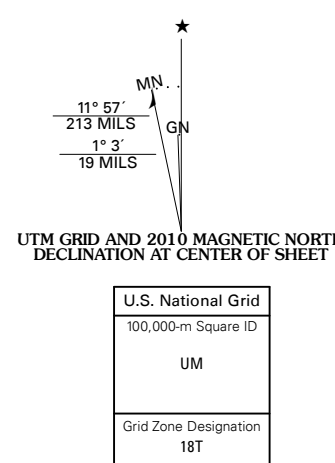 ★
MN
11° 57´
213 MILS
GN
1° 3´
19 MILS
UTM GRID AND 2010 MAGNETIC NORTH
DECLINATION AT CENTER OF SHEET
U.S. National Grid
100,000-m Square ID
UM
Grid Zone Designation
18T